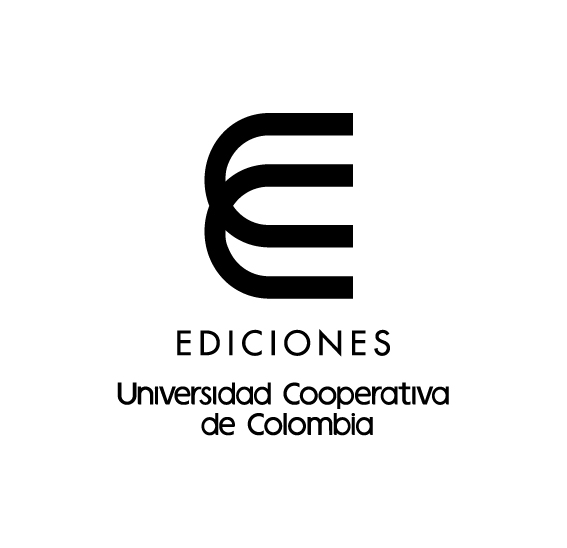 EDICIONES
Universidad Cooperativa
de Colombia